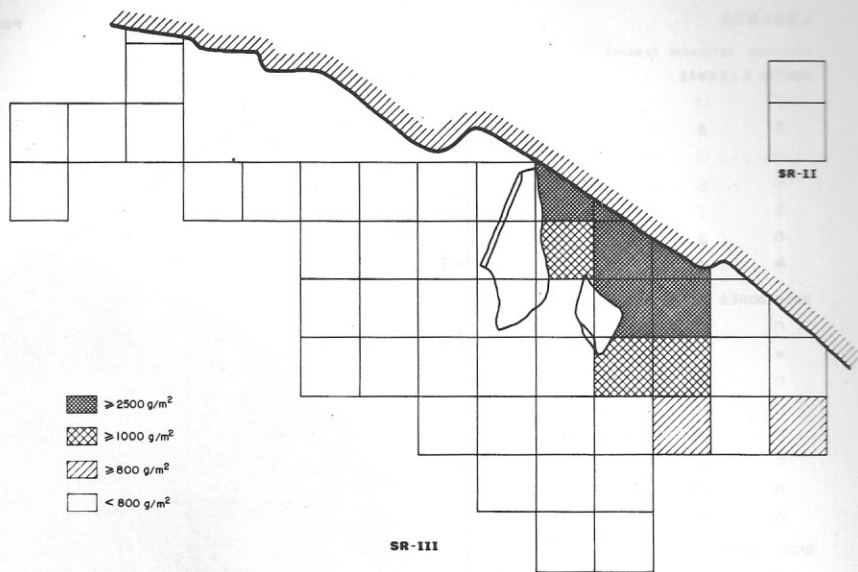 SR-II
≥2500 g/m²
≥1000 g/m²
≥800 g/m²
< 800 g/m²
SR-III